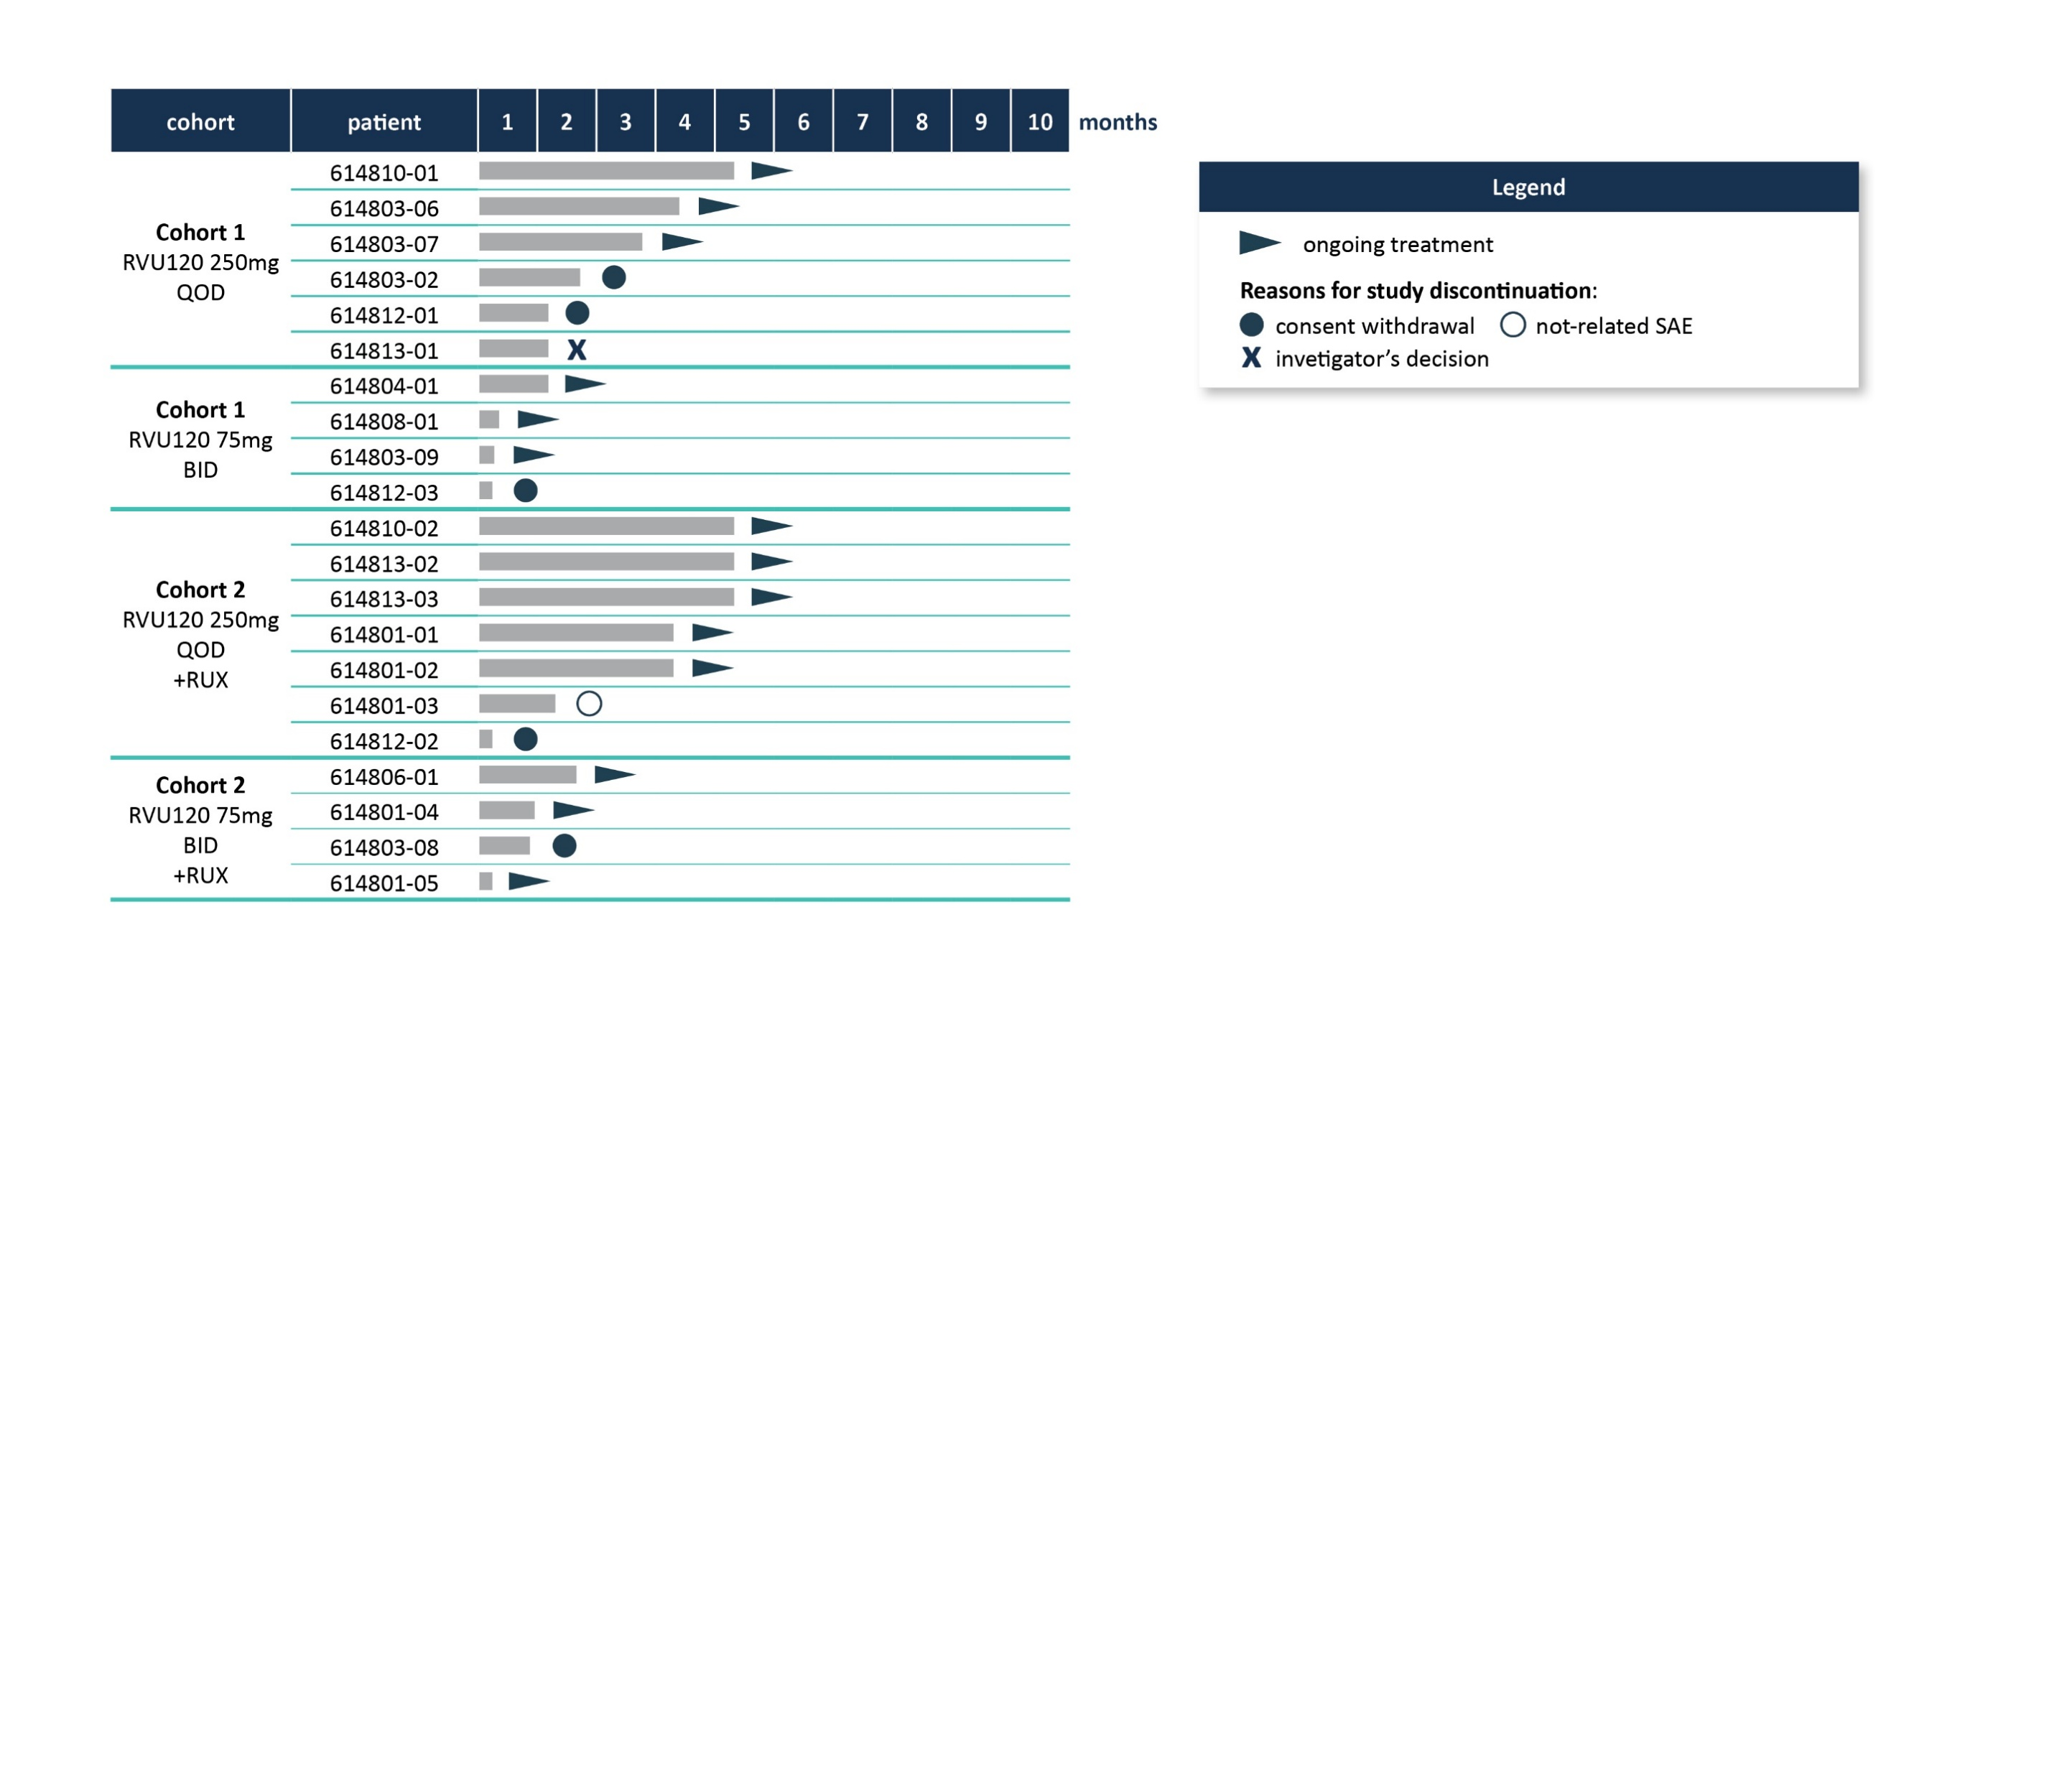 cohort patient 1 2 3 4 5 6 7 8 9 10 months
Cohort 1
RVU120 250mg
QOD
614810-01
614803-06
614803-07
614803-02
614812-01
614813-01
X
Cohort 1
RVU120 75mg
BID
614804-01
614808-01
614803-09
614812-03
Cohort 2
RVU120 250mg
QOD
+RUX
614810-02
614813-02
614813-03
614801-01
614801-02
614801-03
614812-02
Cohort 2
RVU120 75mg
BID
+RUX
614806-01
614801-04
614803-08
614801-05
Legend
ongoing treatment
Reasons for study discontinuation:
consent withdrawal not-related SAE
X invetigator’s decision